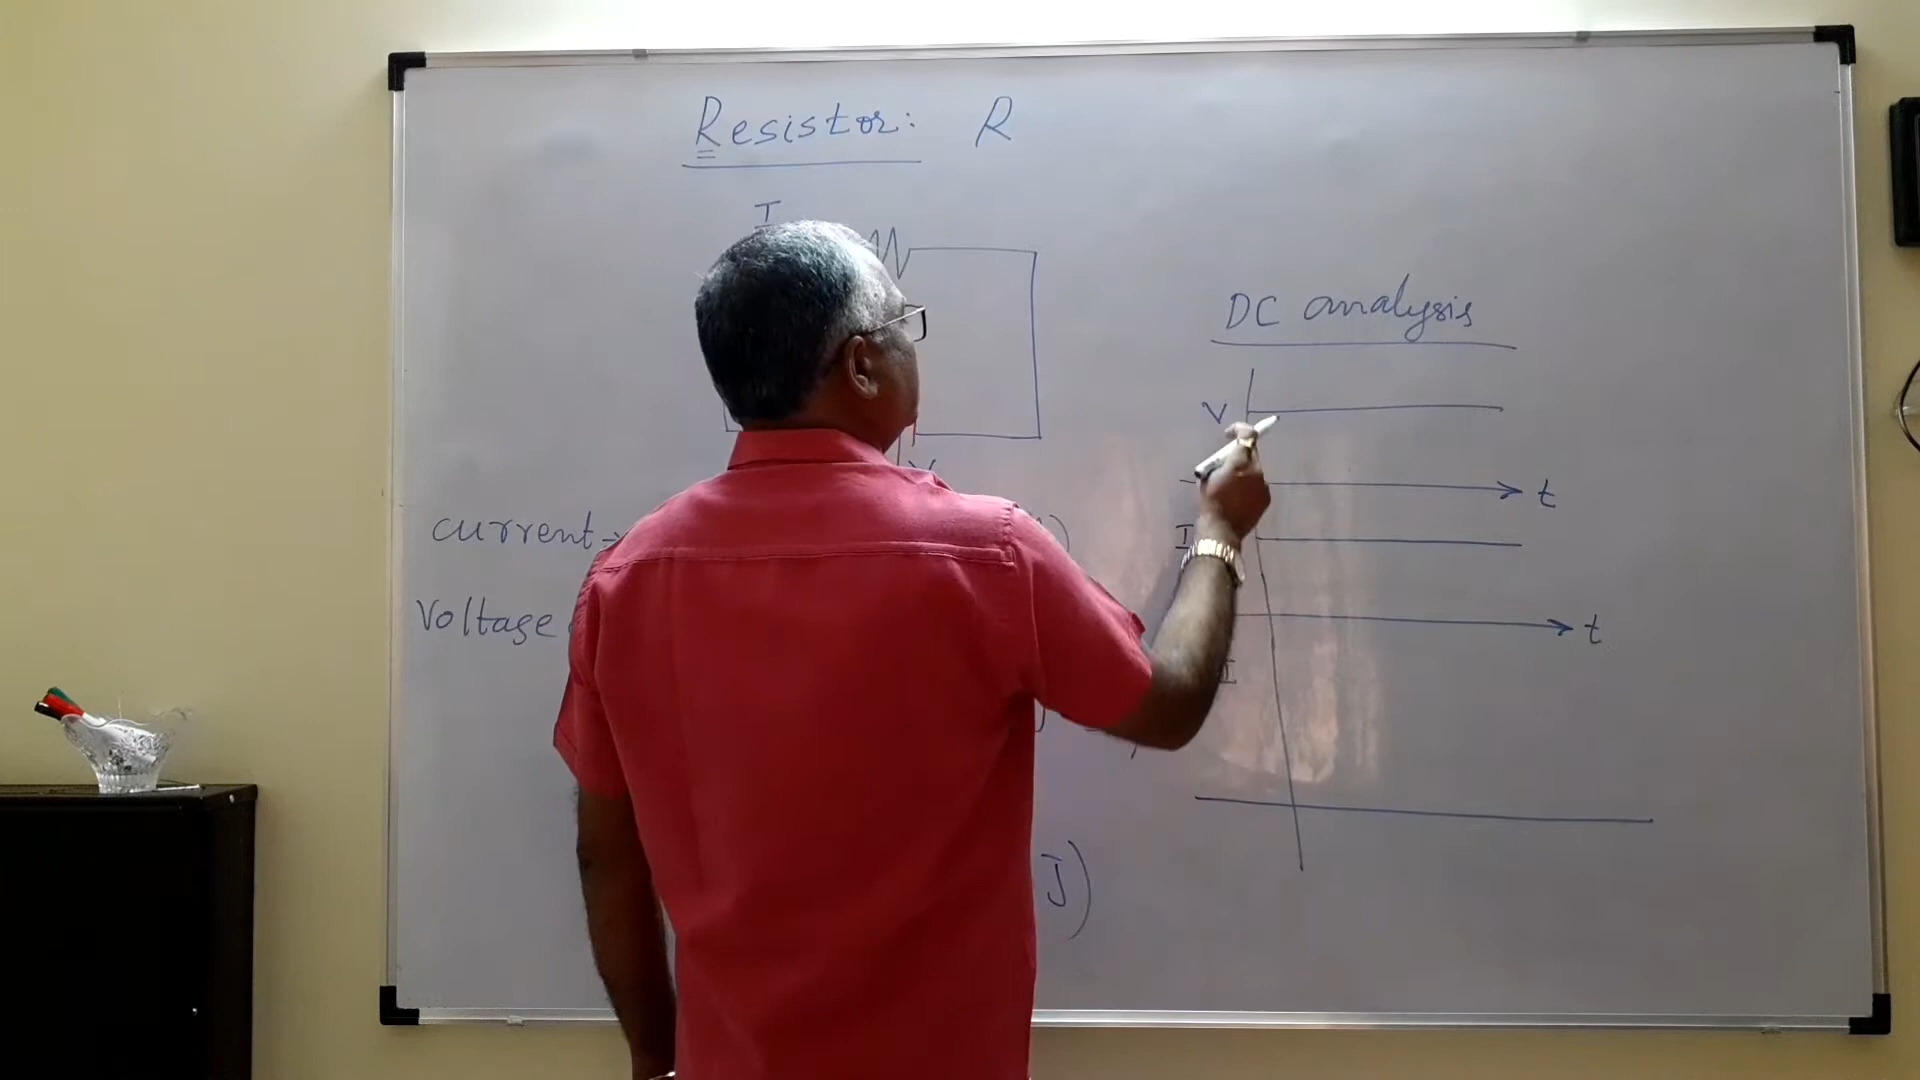 Resistor: R
I
DC analysis
V
t
I
current →
t
Voltage
I
J)